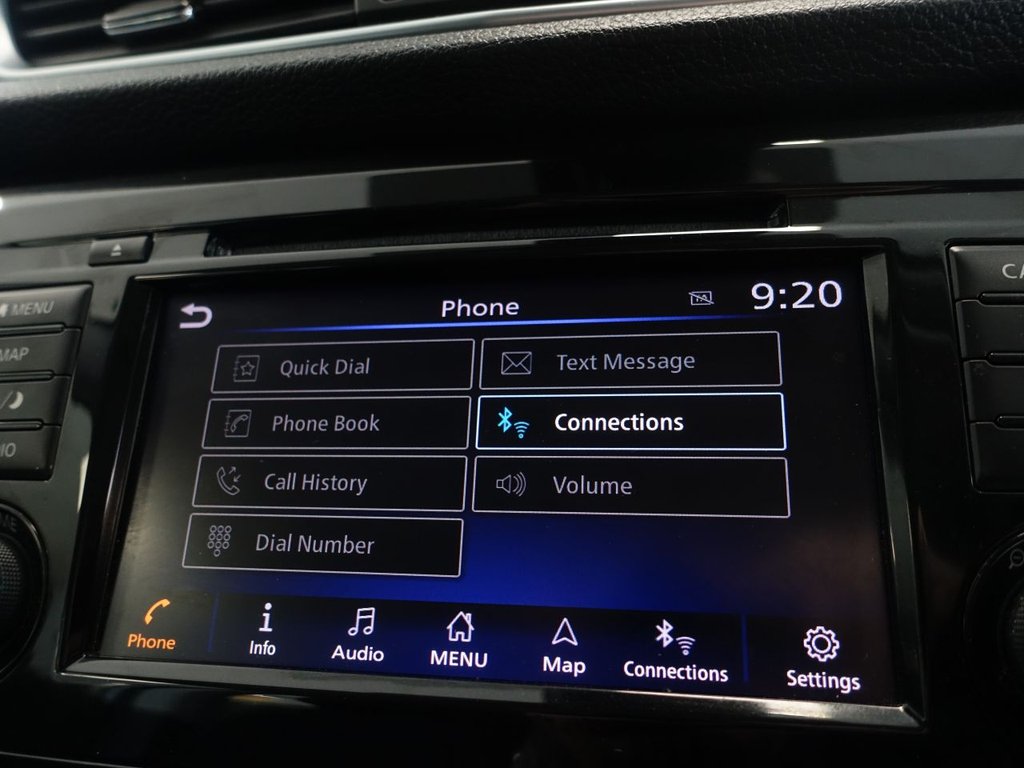 Phone
TA
9:20
Quick Dial
Text Message
Phone Book
Connections
Call History
Volume
Dial Number
Phone
Info
Audio
MENU
Map
Connections
Settings
MENU
MAP